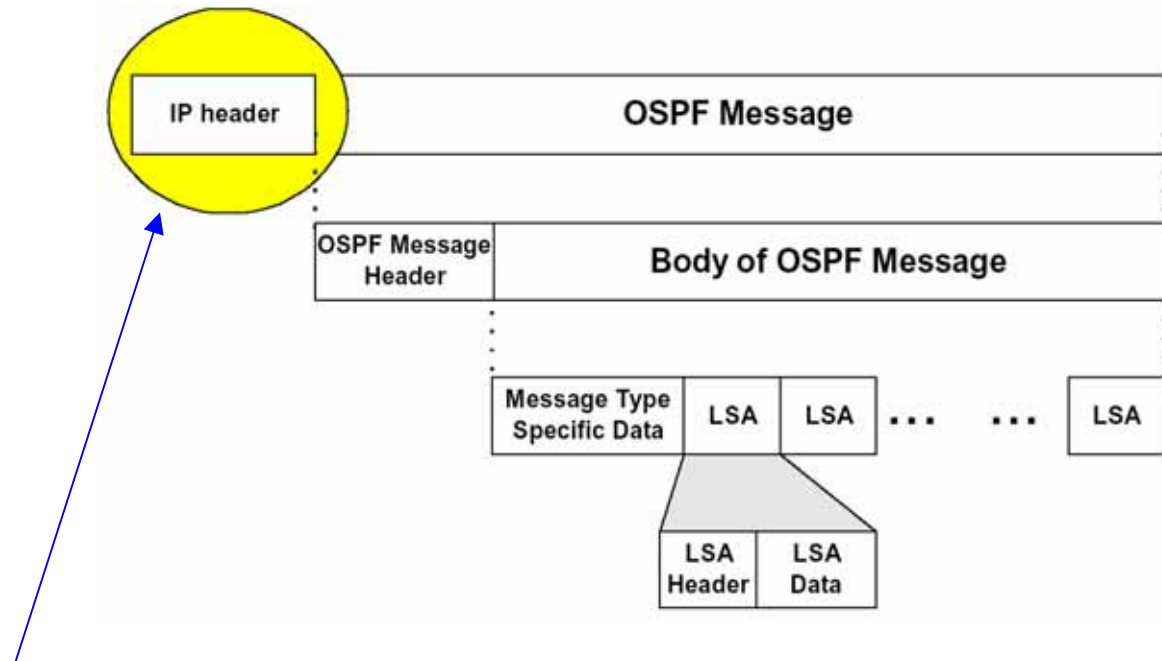 IP header
OSPF Message
OSPF Message
Header
Body of OSPF Message
Message Type
Specific Data
LSA
LSA
... ...
LSA
LSA
Header
LSA
Data